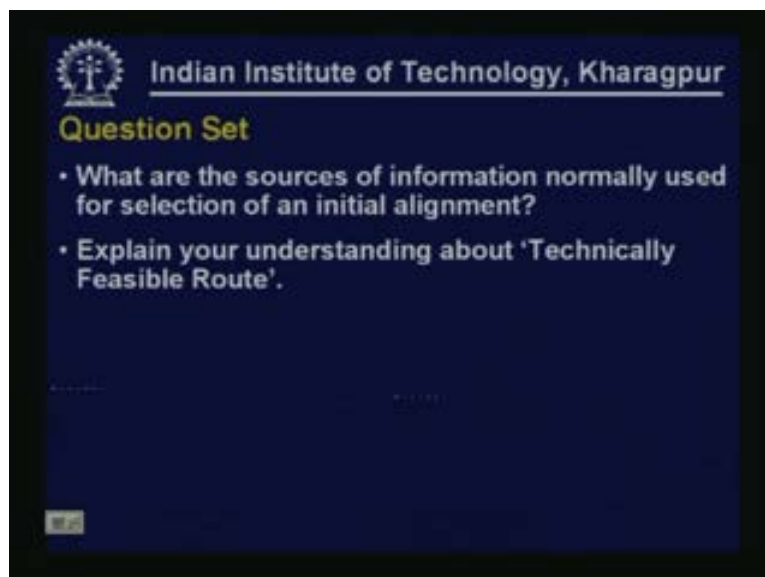 Indian Institute of Technology, Kharagpur
Question Set
• What are the sources of information normally used
for selection of an initial alignment?
• Explain your understanding about ‘Technically
Feasible Route’.